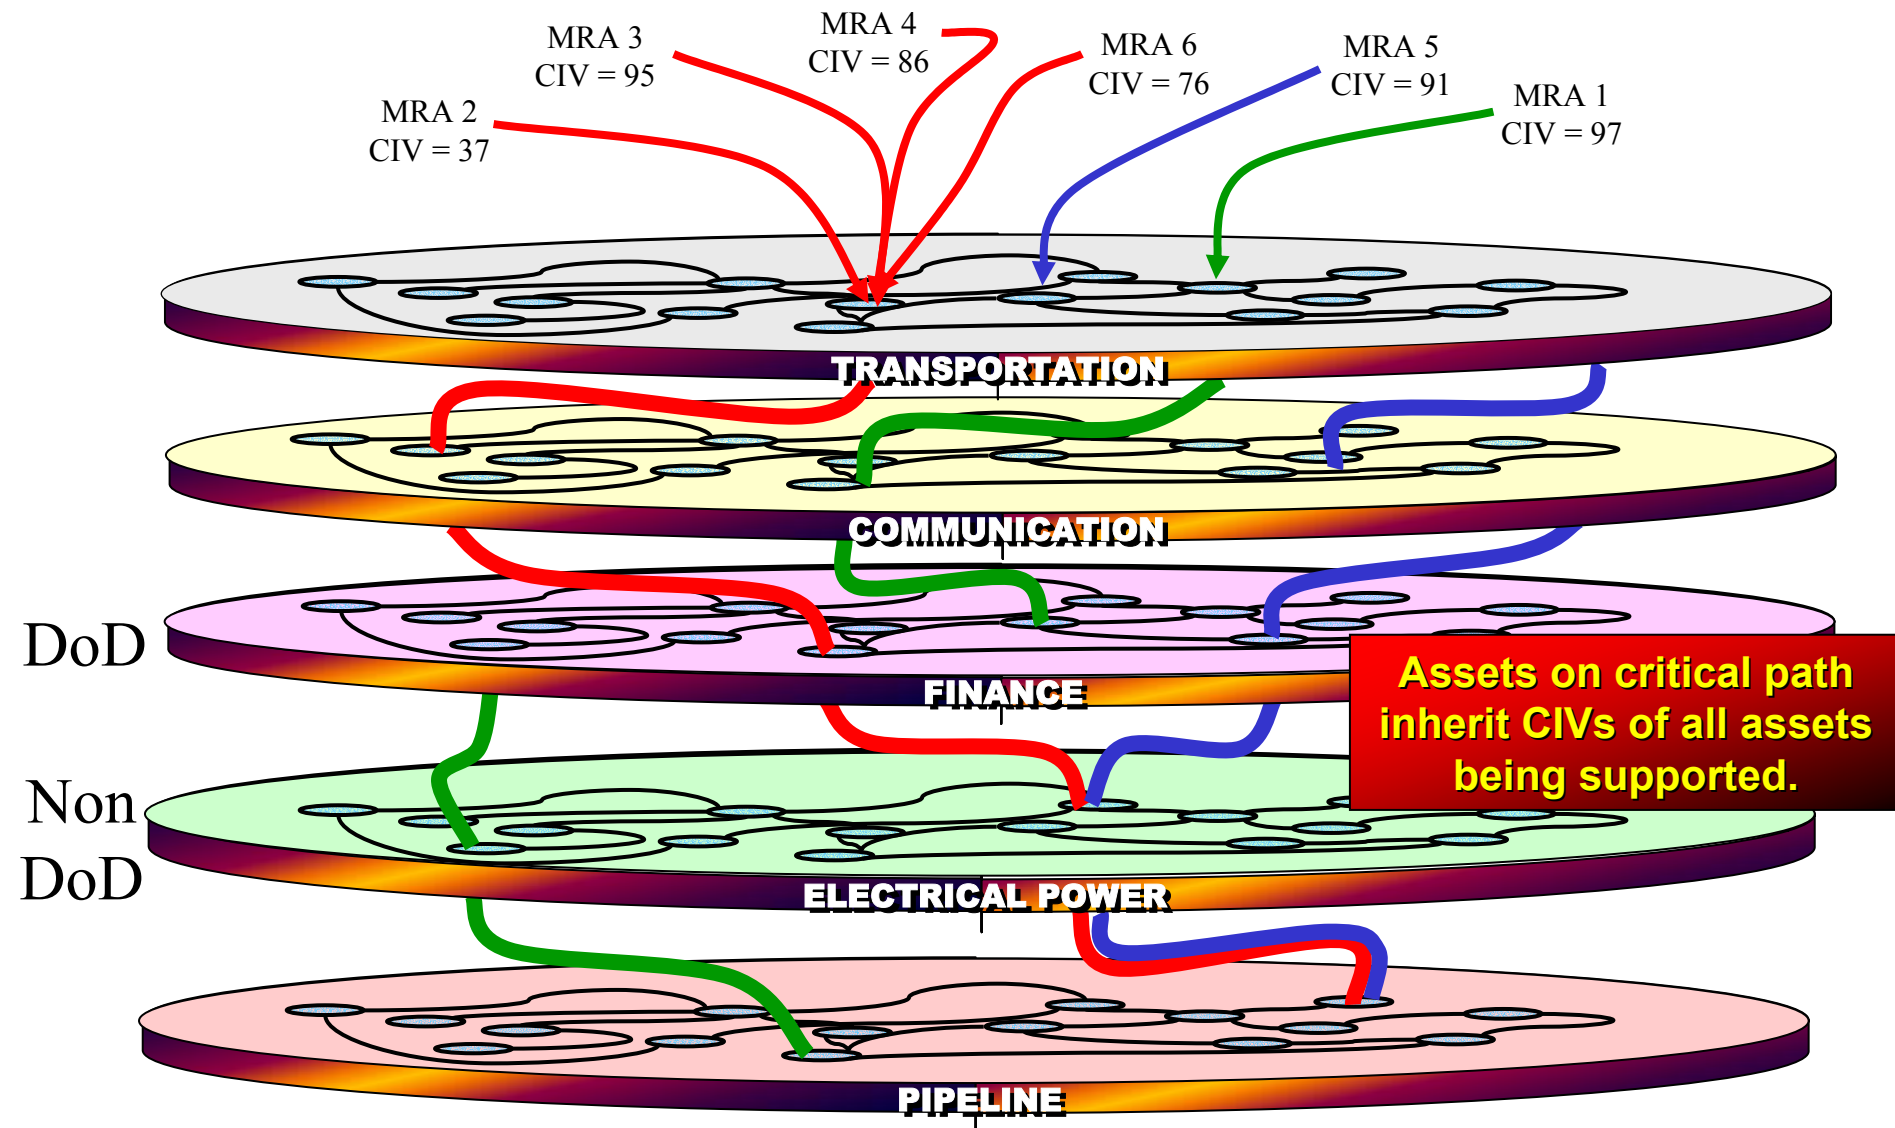 MRA 3
CIV = 95
MRA 4
CIV = 86
MRA 6
CIV = 76
MRA 5
CIV = 91
MRA 2
CIV = 37
MRA 1
CIV = 97
TRANSPORTATION
COMMUNICATION
DoD
FINANCE
Assets on critical path
inherit CIVs of all assets
being supported.
Non
DoD
ELECTRICAL POWER
PIPELINE